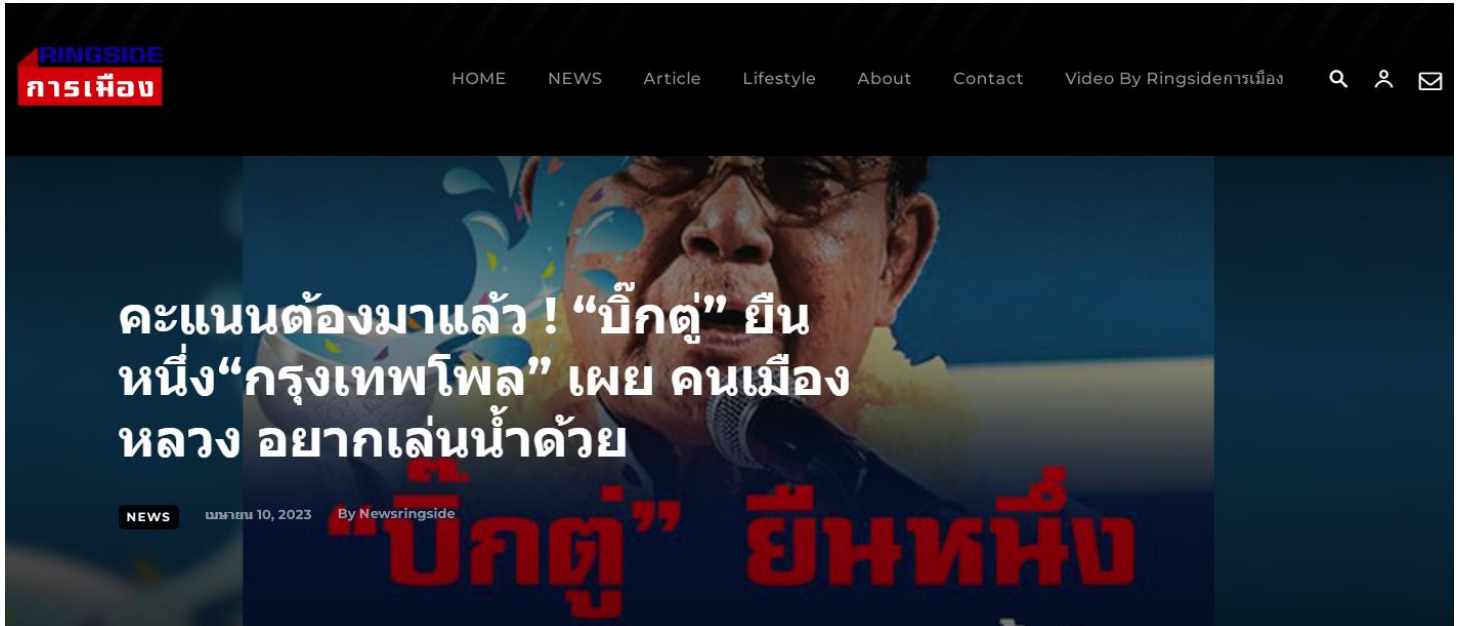 RINGSIDE
การเมือง
HOME NEWS Article Lifestyle About Contact Video By Ringsideการเมือง
คะแนนต้องมาแล้ว ! “บิ๊กตู่” ยืน
หนึ่ง“กรุงเทพโพล” เผย คนเมือง
หลวง อยากเล่นน้ำด้วย
NEWS เมษายน 10, 2023 By Newsringside
“บิ๊กตู่” ยืนหนึ่ง